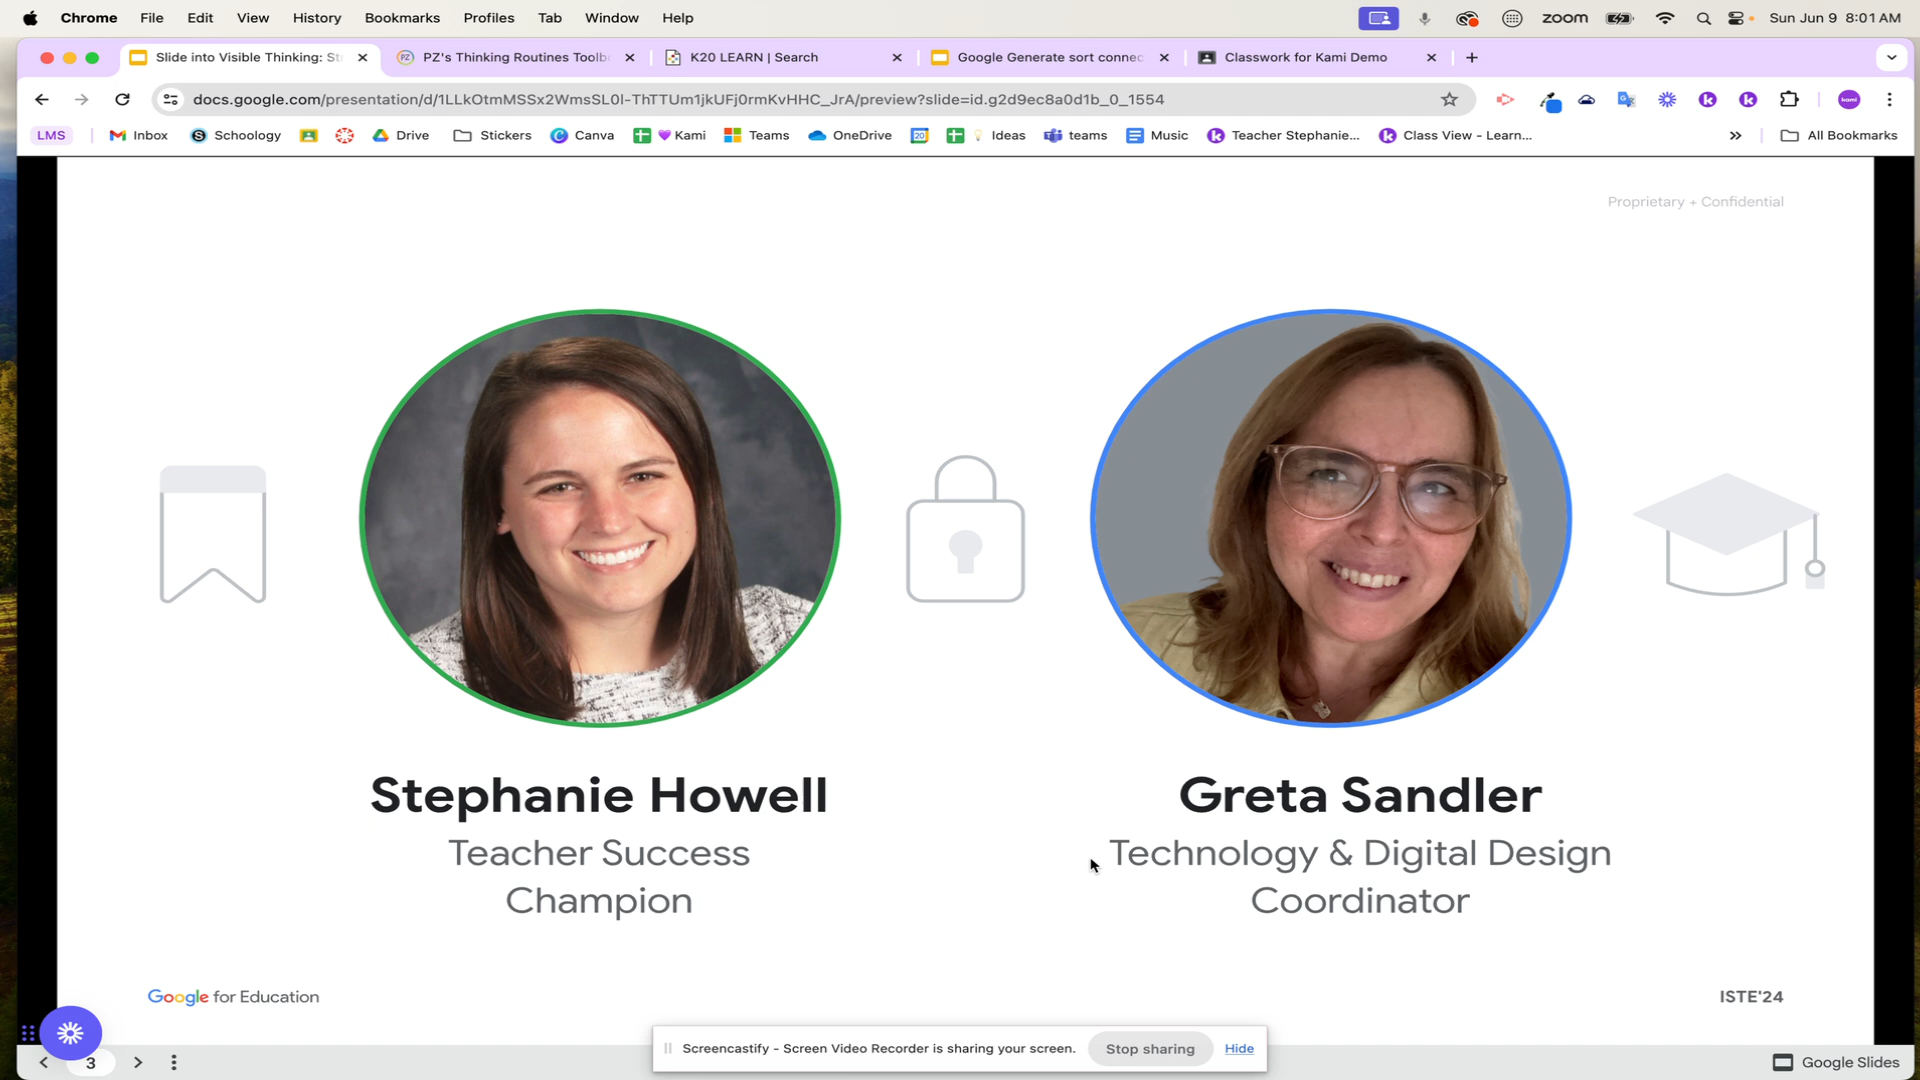 Chrome File Edit View History Bookmarks Profiles Tab Window Help zoom Sun Jun 9 8:01 AM
Slide into Visible Thinking: St PZ's Thinking Routines Toolb K20 LEARN | Search Google Generate sort connec Classwork for Kami Demo
docs.google.com/presentation/d/1LLkOtmMSSx2WmsSL0I-ThTTUm1jkUFj0rmKvHHC_JrA/preview?slide=id.g2d9ec8a0d1b_0_1554 kami
LMS Inbox Schoology Drive Stickers Canva Kami Teams OneDrive 20 Ideas teams Music Teacher Stephanie... Class View - Learn... All Bookmarks
Proprietary + Confidential
Stephanie Howell
Teacher Success
Champion
Greta Sandler
Technology & Digital Design
Coordinator
Google for Education
ISTE'24
Screencastify - Screen Video Recorder is sharing your screen. Stop sharing Hide
3
Google Slides